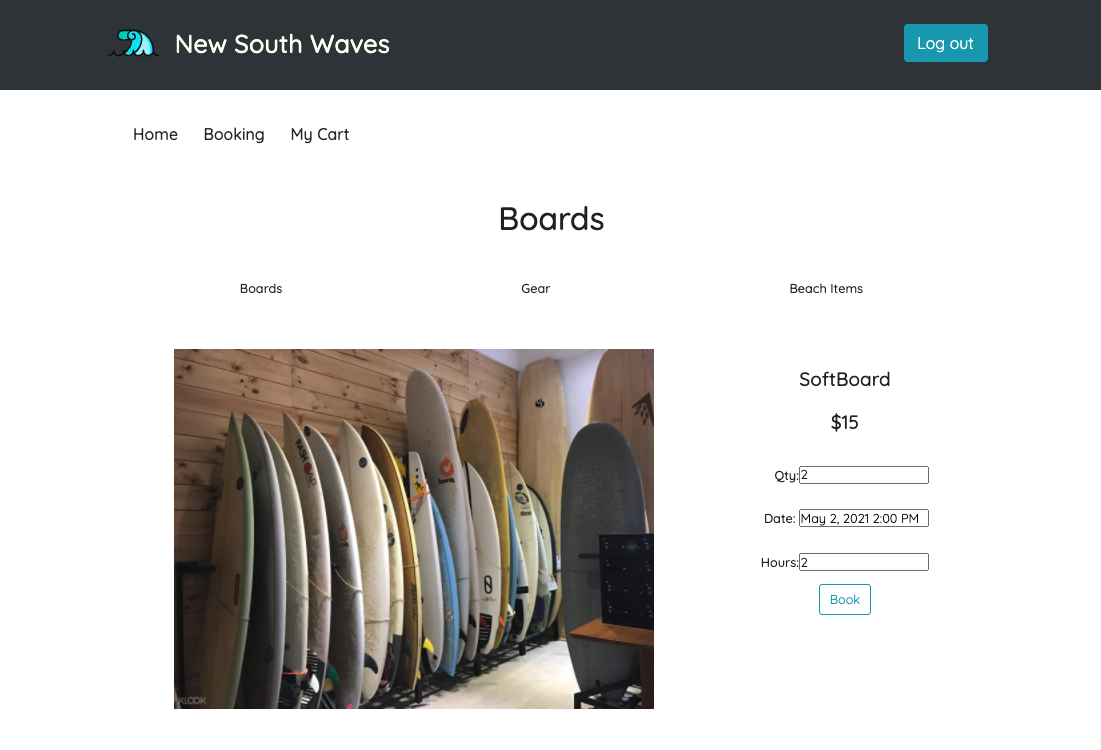 New South Waves
Log out
Home Booking My Cart
Boards
Boards Gear Beach Items
SoftBoard
$15
Qty:2
Date: May 2, 2021 2:00 PM
Hours:2
Book
KLOOK